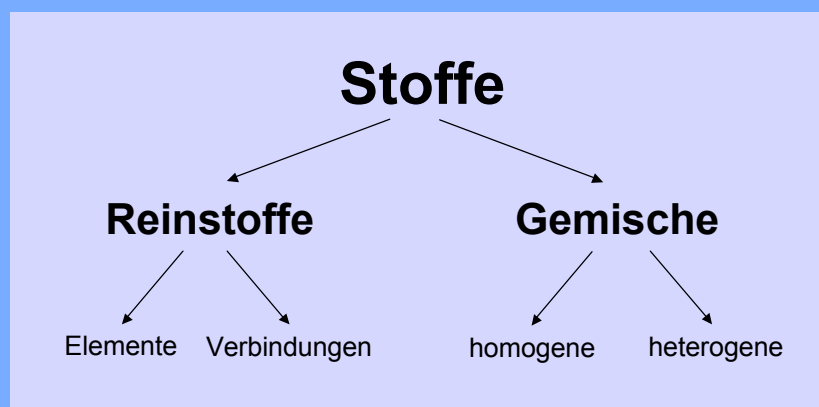 Stoffe
Reinstoffe Gemische
Elemente Verbindungen homogene heterogene